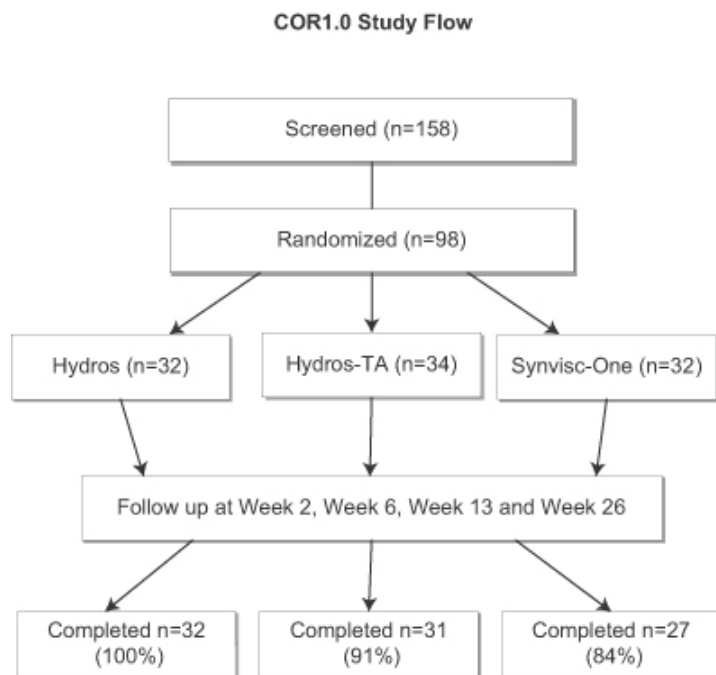 COR1.0 Study Flow
Screened (n=158)
Randomized (n=98)
Hydros (n=32)
Hydros-TA (n=34)
Synvisc-One (n=32)
Follow up at Week 2, Week 6, Week 13 and Week 26
Completed n=32
(100%)
Completed n=31
(91%)
Completed n=27
(84%)